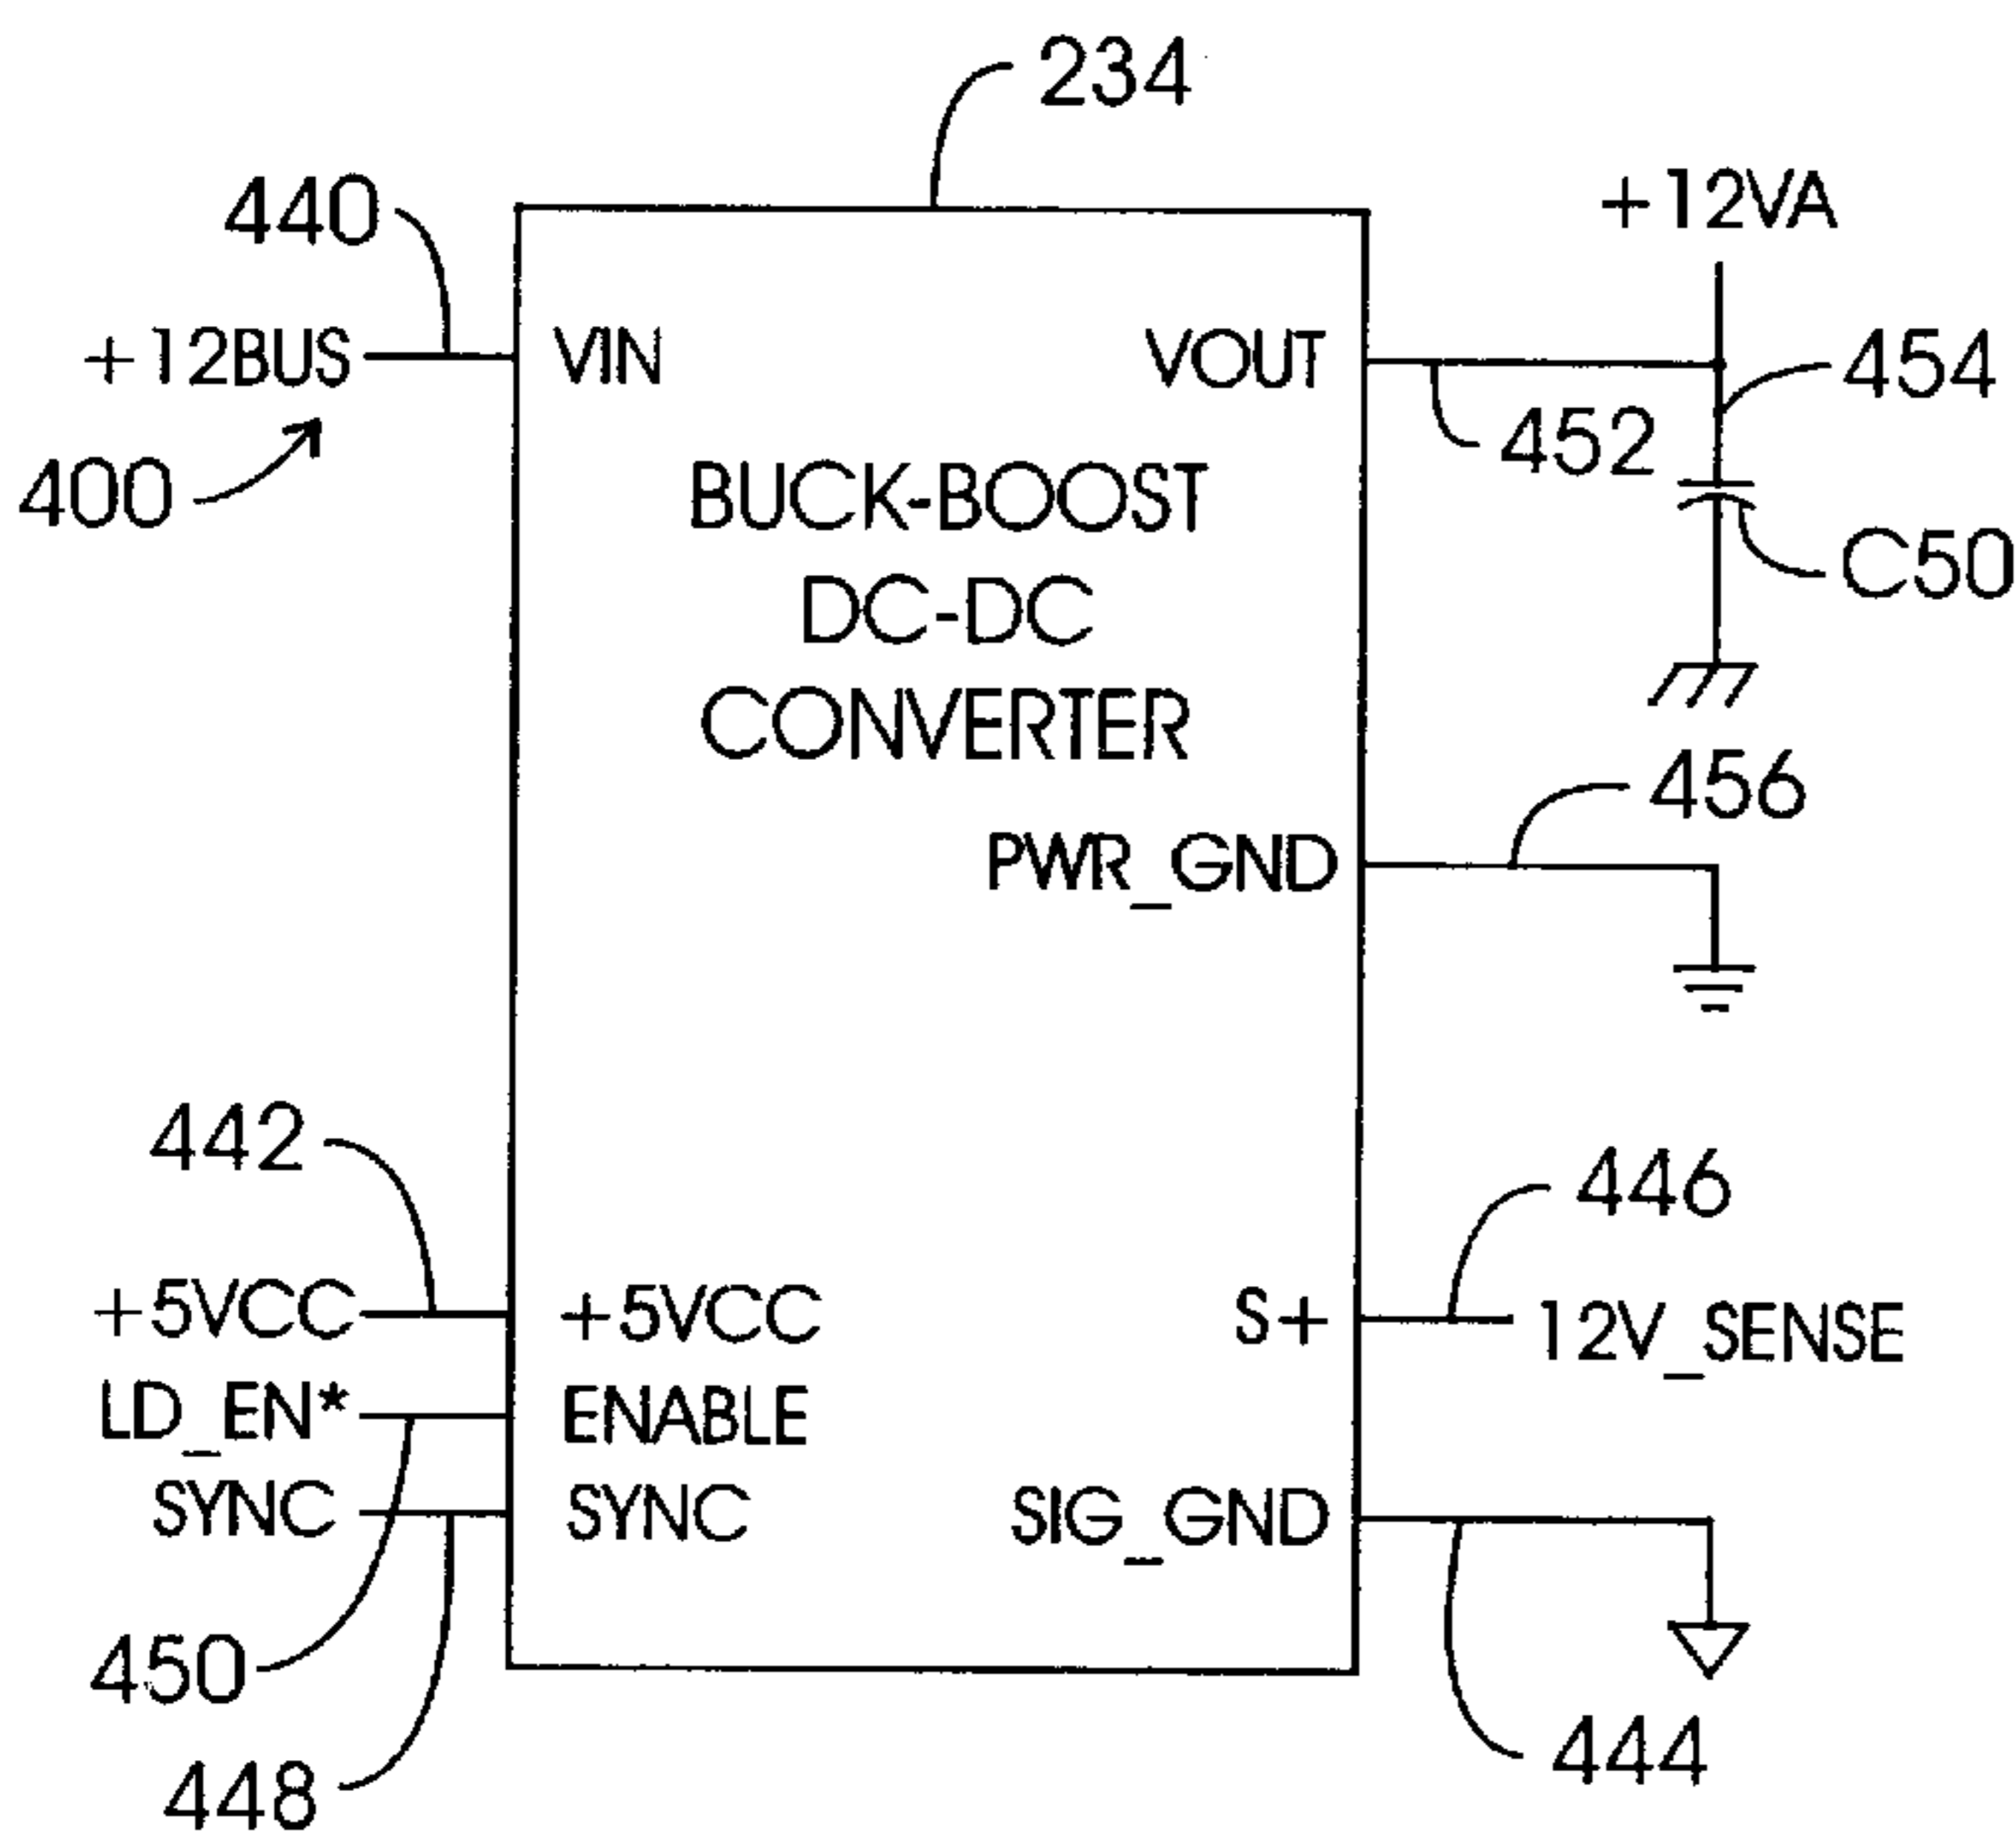 234
440
+12VA
+12BUS
VIN
VOUT
454
452
400
BUCK-BOOST
DC-DC
CONVERTER
C50
456
PWR_GND
442
446
+5VCC
+5VCC
S+
12V_SENSE
LD_EN*
ENABLE
SYNC
SYNC
SIG_GND
450
444
448